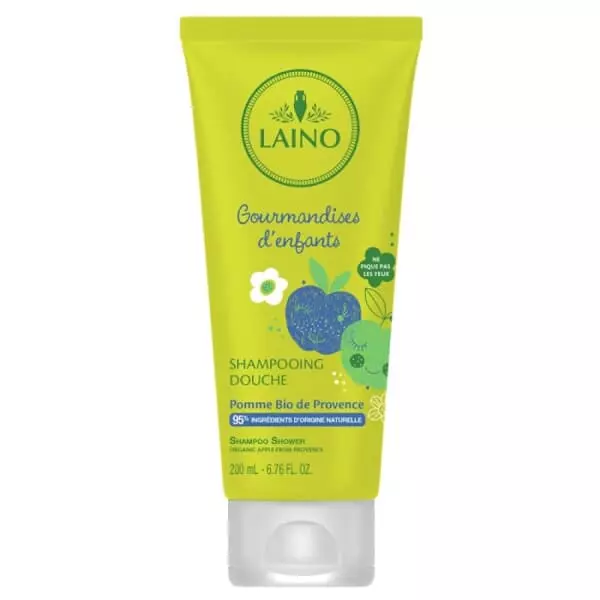 LAINO
Gourmandises
d'enfants
NE
PIQUE PAS
LES YEUX
SHAMPOOING
DOUCHE
Pomme Bio de Provence
95% INGRÉDIENTS D'ORIGINE NATURELLE
SHAMPOO SHOWER
ORGANIC APPLE FROM PROVENCE
200 mL - 6.76 FL. OZ.